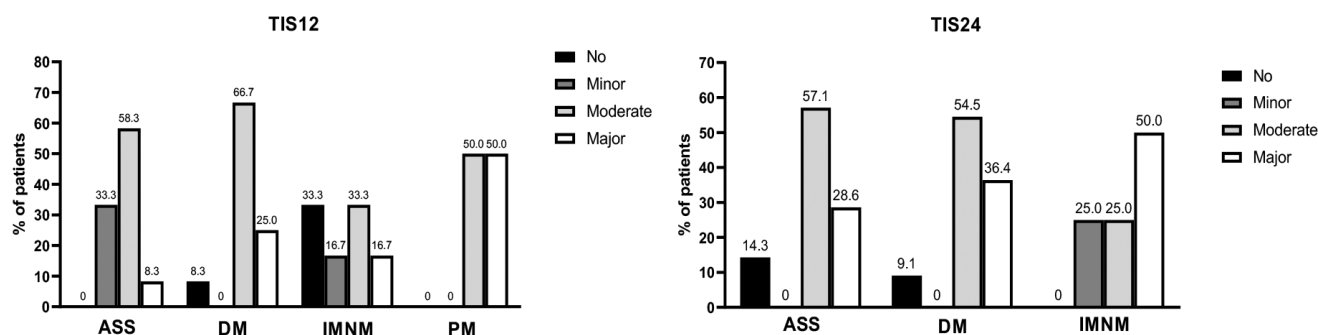 TIS12
% of patients
80
70
60
50
40
30
20
10
0
0
33.3
58.3
8.3
8.3
0
66.7
25.0
33.3
16.7
33.3
16.7
0
0
50.0
50.0
ASS
DM
IMNM
PM
No
Minor
Moderate
Major
TIS24
% of patients
70
60
50
40
30
20
10
0
14.3
0
57.1
28.6
9.1
0
54.5
36.4
0
25.0
25.0
50.0
ASS
DM
IMNM
No
Minor
Moderate
Major